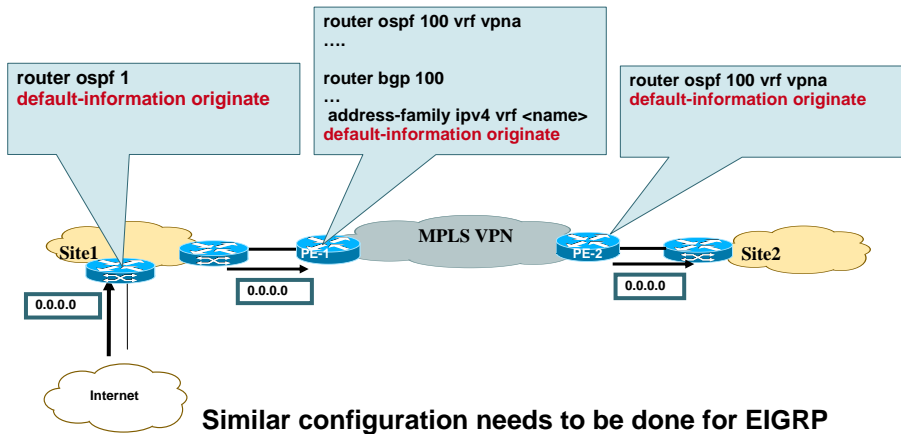 router ospf 1
default-information originate
router ospf 100 vrf vpna
....
router bgp 100
...
address-family ipv4 vrf <name>
default-information originate
router ospf 100 vrf vpna
default-information originate
Site1
PE-1
MPLS VPN
PE-2
Site2
0.0.0.0
0.0.0.0
0.0.0.0
Internet
Similar configuration needs to be done for EIGRP